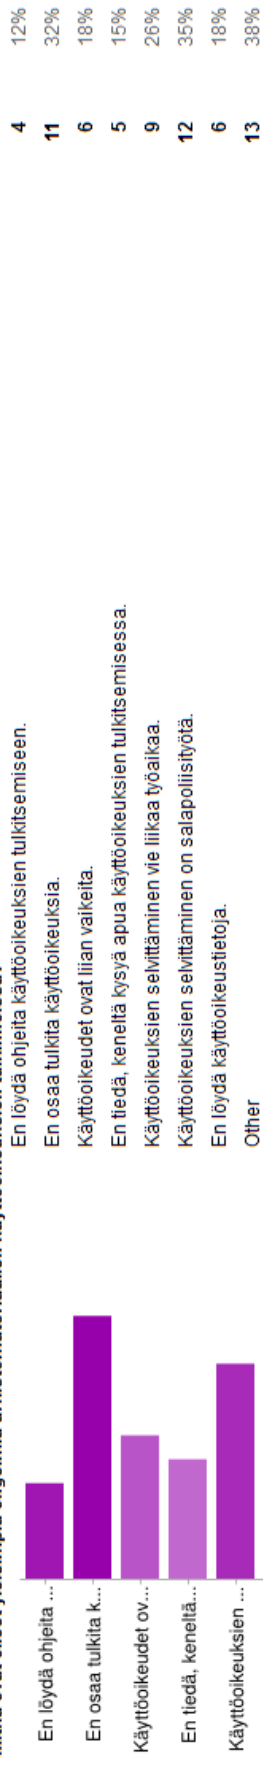 En löydä ohjeita ...
En osaa tulkita k...
Käyttöoikeudet ov...
En tiedä, keneltä...
Käyttöoikeuksien ...
En löydä ohjeita käyttöoikeuksien tulkitsemiseen. 4 12%
En osaa tulkita käyttöoikeuksia. 11 32%
Käyttöoikeudet ovat liian vaikeita. 6 18%
En tiedä, keneltä kysyä apua käyttöoikeuksien tulkitsemisessa. 5 15%
Käyttöoikeuksien selvittäminen vie liikaa työaikaa. 9 26%
Käyttöoikeuksien selvittäminen on salapoliisityötä. 12 35%
En löydä käyttöoikeustietoja. 6 18%
Other 13 38%